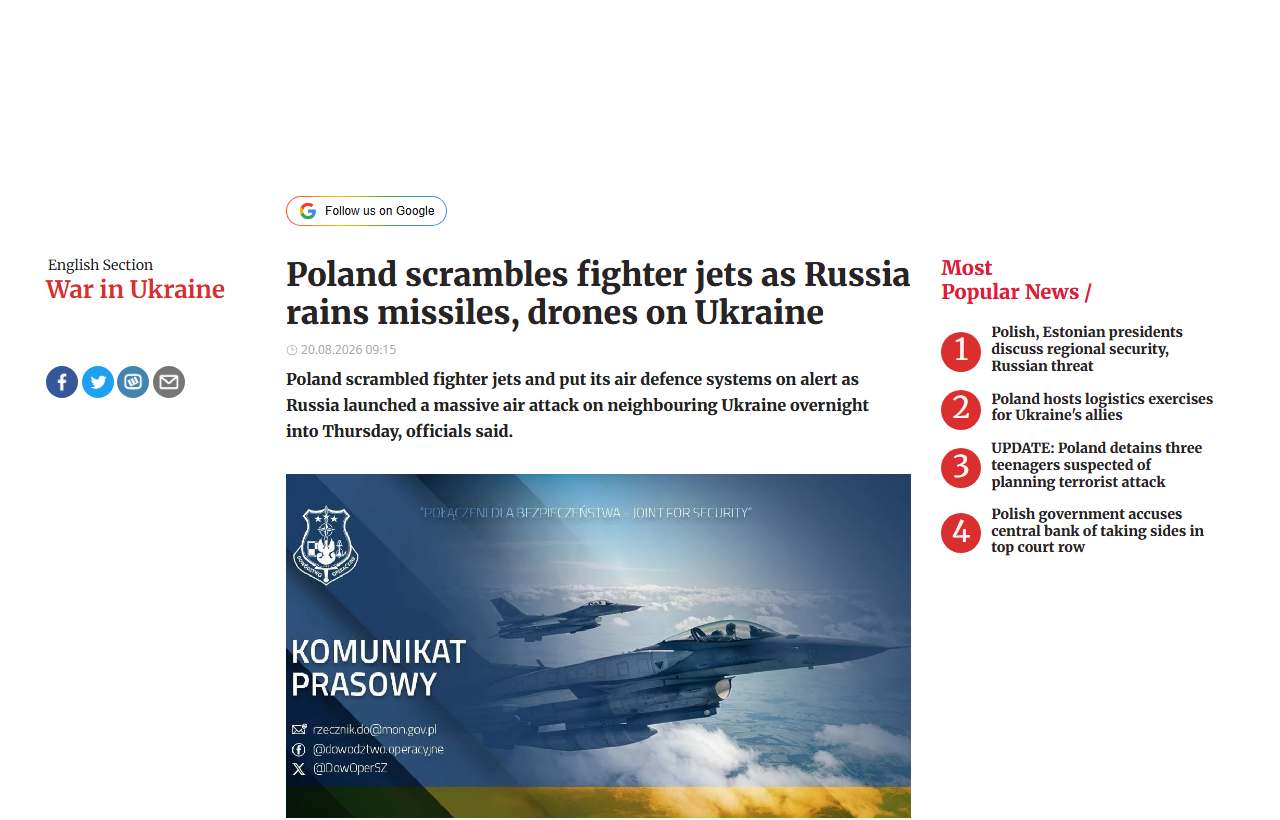 Follow us on Google
English Section
War in Ukraine
Poland scrambles fighter jets as Russia
rains missiles, drones on Ukraine
20.08.2026 09:15
Poland scrambled fighter jets and put its air defence systems on alert as
Russia launched a massive air attack on neighbouring Ukraine overnight
into Thursday, officials said.
"POŁĄCZENI DLA BEZPIECZEŃSTWA - JOINT FOR SECURITY"
DOWÓDZTWO OPERACYJNE
KOMUNIKAT
PRASOWY
rzecznik.do@mon.gov.pl
@dowodztwo.operacyjne
@DowOperSZ
Most
Popular News /
1
Polish, Estonian presidents
discuss regional security,
Russian threat
2
Poland hosts logistics exercises
for Ukraine's allies
3
UPDATE: Poland detains three
teenagers suspected of
planning terrorist attack
4
Polish government accuses
central bank of taking sides in
top court row